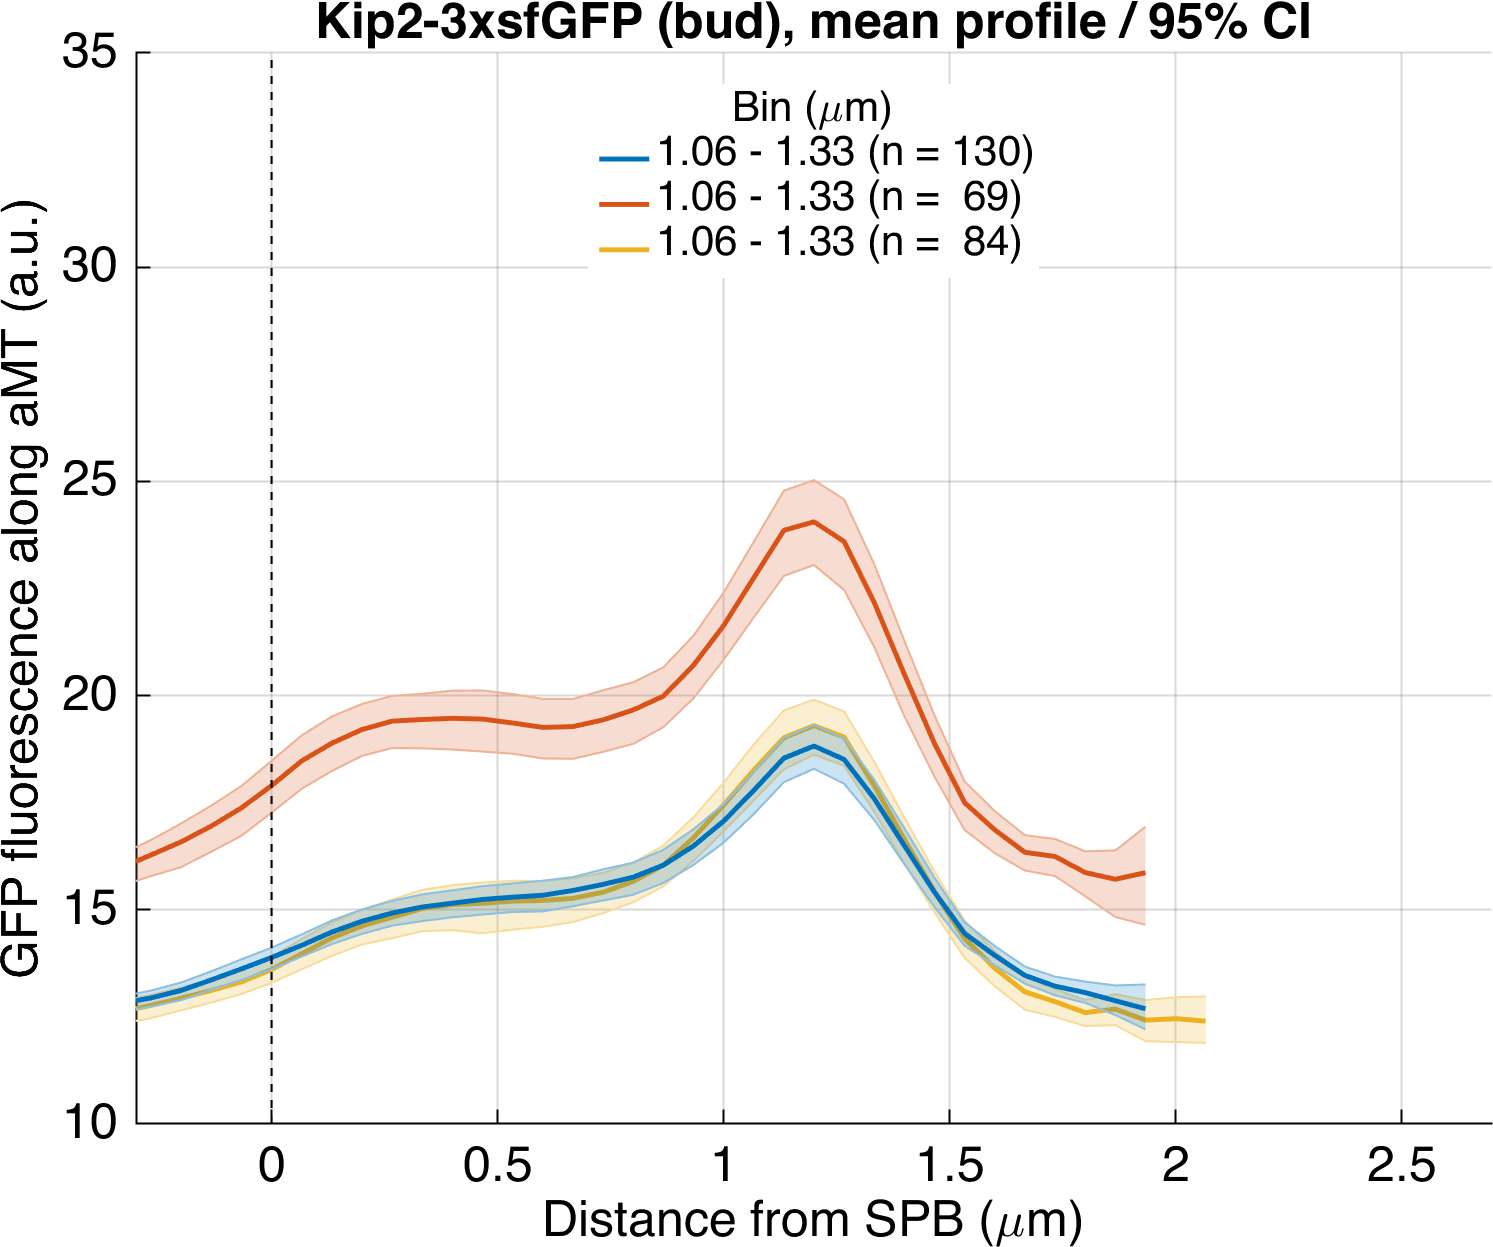 Kip2-3xsfGFP (bud), mean profile / 95% CI
Bin (μm)
1.06 - 1.33 (n = 130)
1.06 - 1.33 (n = 69)
1.06 - 1.33 (n = 84)
GFP fluorescence along aMT (a.u.)
35
30
25
20
15
10
0 0.5 1 1.5 2 2.5
Distance from SPB (μm)